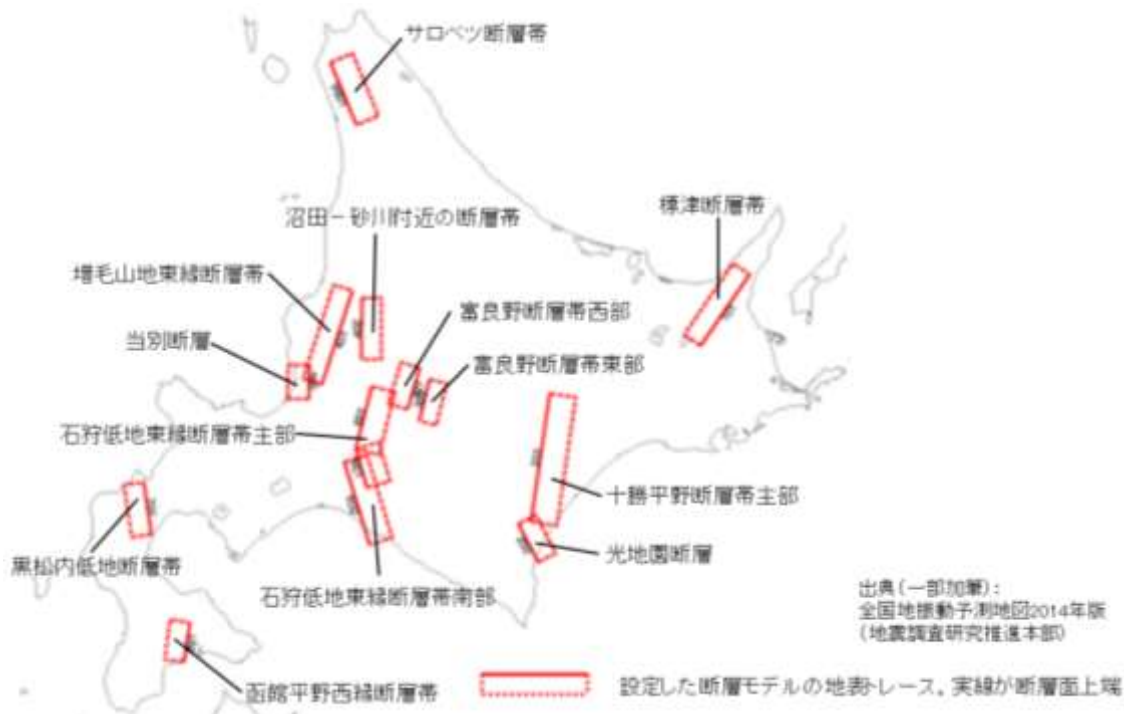 サロベツ断層帯
標津断層帯
沼田－砂川付近の断層帯
増毛山地東縁断層帯
富良野断層帯西部
当別断層
富良野断層帯東部
石狩低地東縁断層帯主部
十勝平野断層帯主部
光地園断層
黒松内低地断層帯
石狩低地東縁断層帯南部
出典(一部加筆):
全国地振動予測地図2014年版
(地震調査研究推進本部)
函館平野西縁断層帯
設定した断層モデルの地表トレース。実線が断層面上端